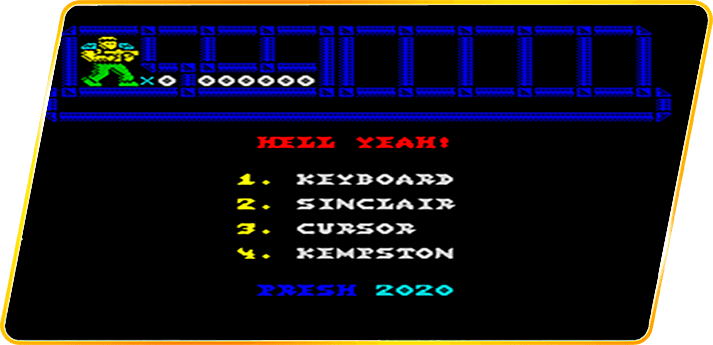 ×0 000000
HELL YEAH!
1. KEYBOARD
2. SINCLAIR
3. CURSOR
4. KEMPSTON
PRESH 2020